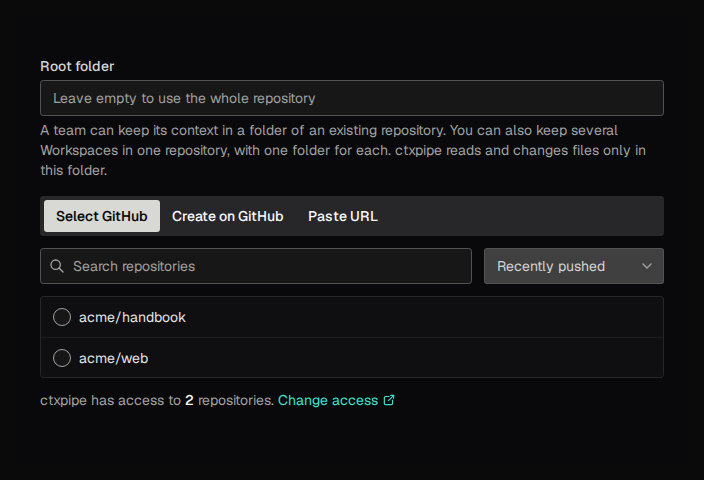 Root folder
Leave empty to use the whole repository
A team can keep its context in a folder of an existing repository. You can also keep several
Workspaces in one repository, with one folder for each. ctxpipe reads and changes files only in
this folder.
Select GitHub Create on GitHub Paste URL
Search repositories Recently pushed
acme/handbook
acme/web
ctxpipe has access to 2 repositories. Change access